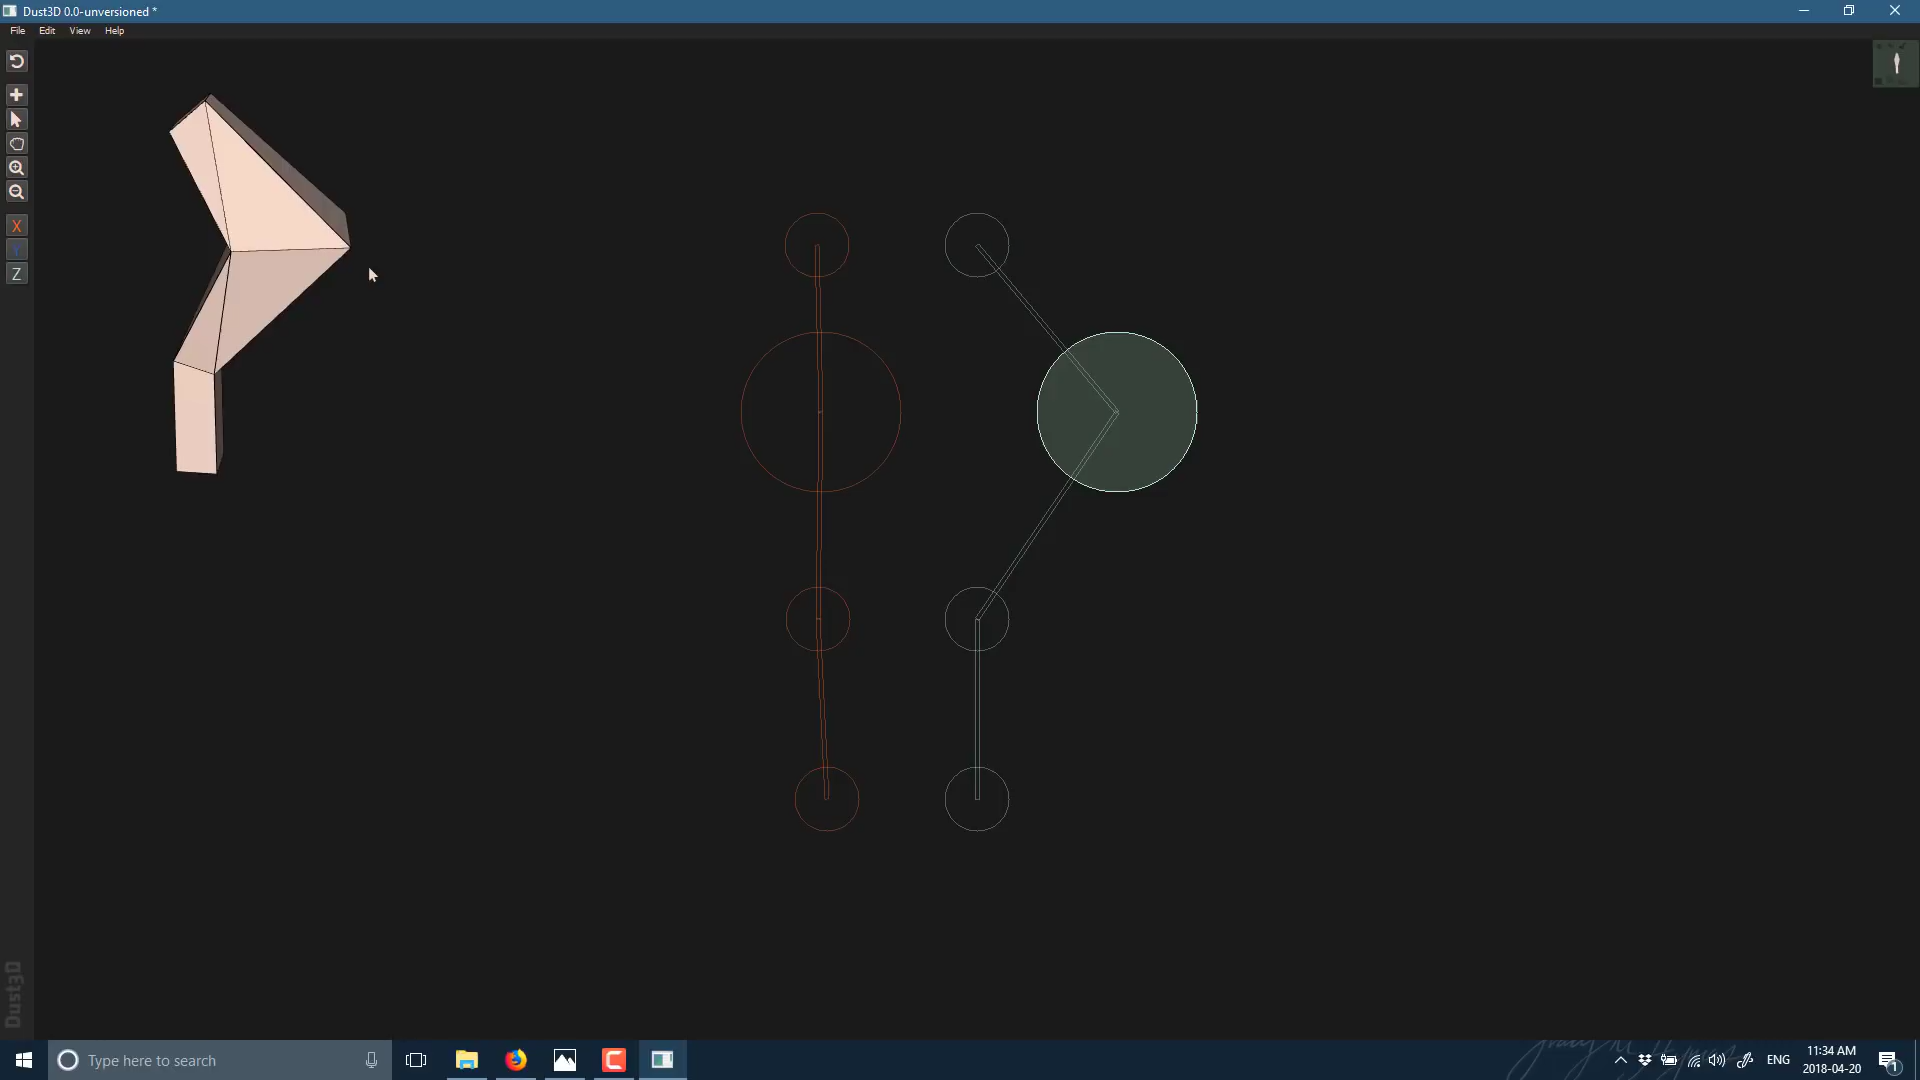 Dust3D 0.0-unversioned *
File Edit View Help
X
Y
Z
Dust3D
Type here to search
ENG
11:34 AM
2018-04-20
1